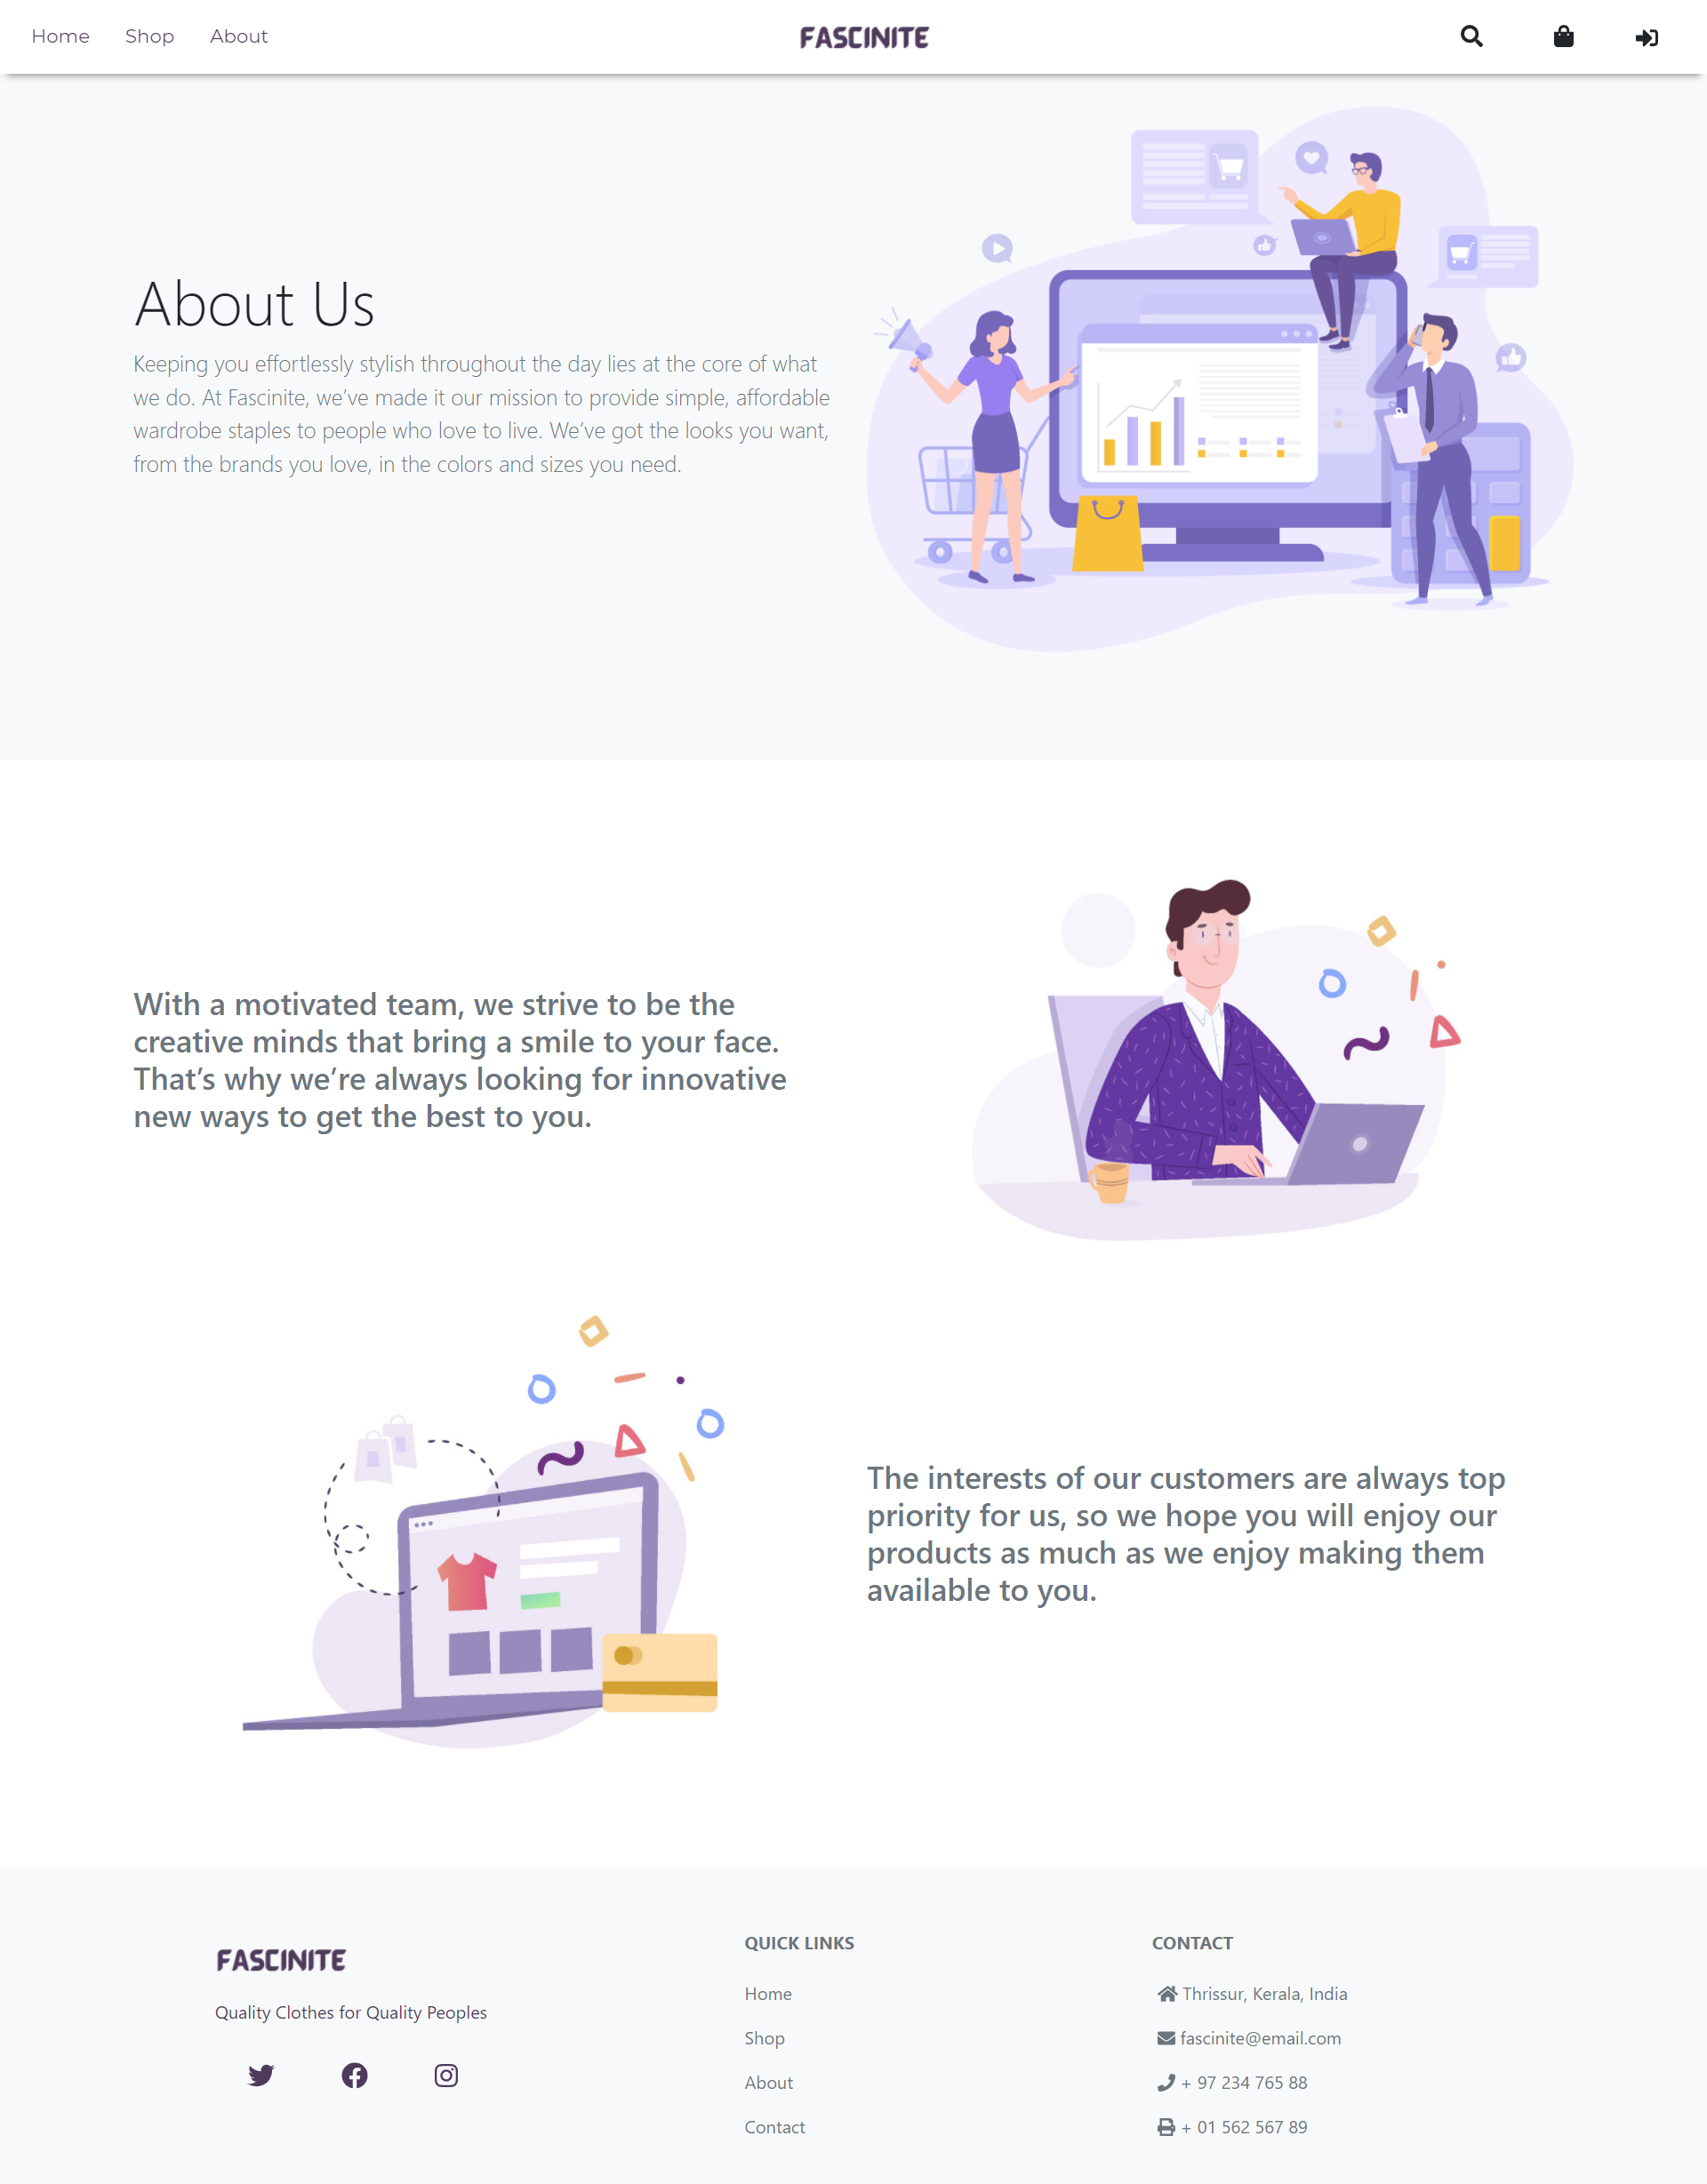 Home Shop About FASCINITE
About Us
Keeping you effortlessly stylish throughout the day lies at the core of what
we do. At Fascinite, we’ve made it our mission to provide simple, affordable
wardrobe staples to people who love to live. We’ve got the looks you want,
from the brands you love, in the colors and sizes you need.
With a motivated team, we strive to be the
creative minds that bring a smile to your face.
That’s why we’re always looking for innovative
new ways to get the best to you.
The interests of our customers are always top
priority for us, so we hope you will enjoy our
products as much as we enjoy making them
available to you.
FASCINITE
Quality Clothes for Quality Peoples
QUICK LINKS
Home
Shop
About
Contact
CONTACT
Thrissur, Kerala, India
fascinite@email.com
+ 97 234 765 88
+ 01 562 567 89